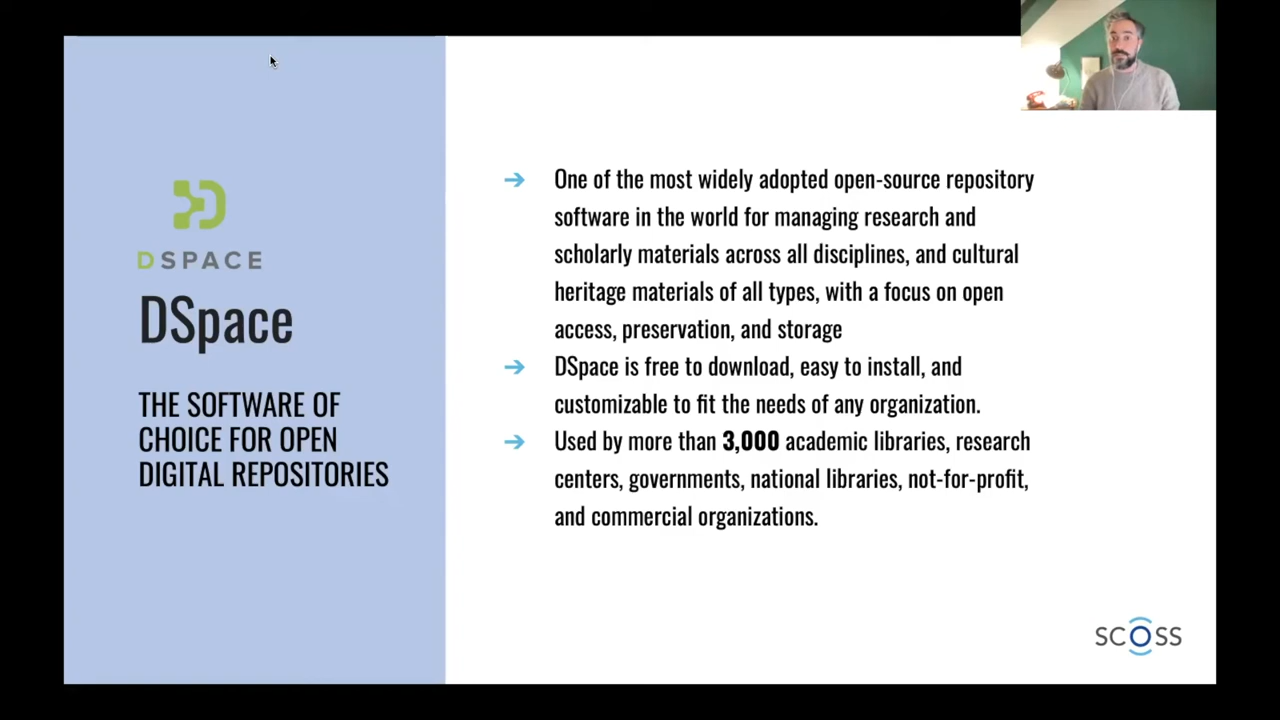 DSPACE
DSpace
THE SOFTWARE OF
CHOICE FOR OPEN
DIGITAL REPOSITORIES
➔ One of the most widely adopted open-source repository
software in the world for managing research and
scholarly materials across all disciplines, and cultural
heritage materials of all types, with a focus on open
access, preservation, and storage
➔ DSpace is free to download, easy to install, and
customizable to fit the needs of any organization.
➔ Used by more than 3,000 academic libraries, research
centers, governments, national libraries, not-for-profit,
and commercial organizations.
SCOSS